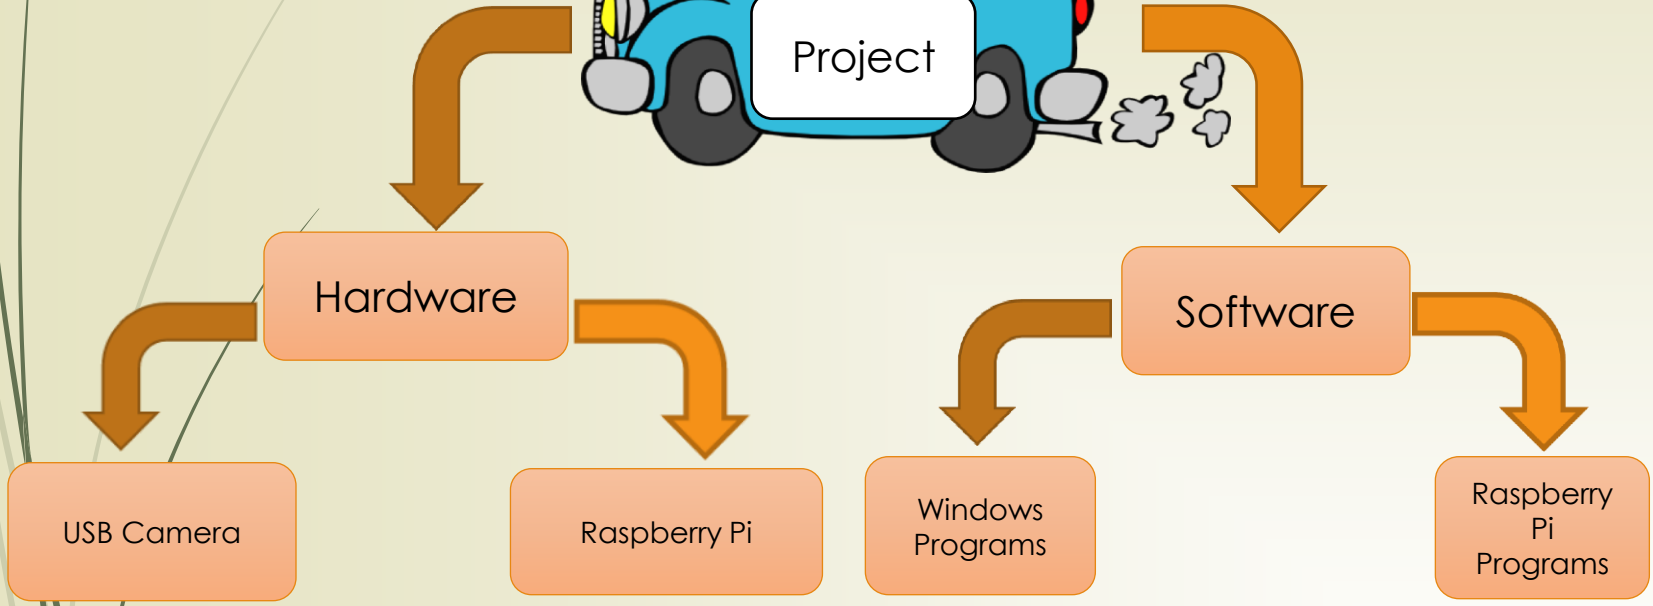 Project
Hardware
Software
USB Camera
Raspberry Pi
Windows
Programs
Raspberry
Pi
Programs